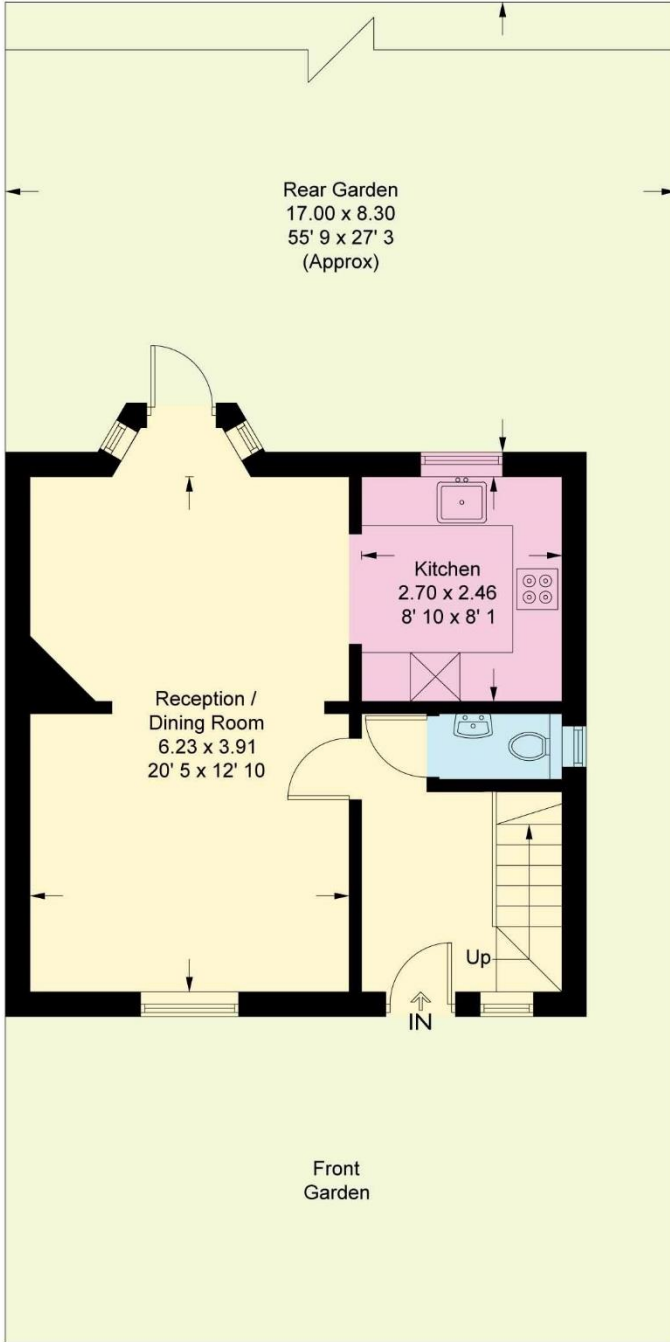 Rear Garden
17.00 x 8.30
55' 9 x 27' 3
(Approx)
Kitchen
2.70 x 2.46
8' 10 x 8' 1
Reception /
Dining Room
6.23 x 3.91
20' 5 x 12' 10
Up
IN
Front
Garden